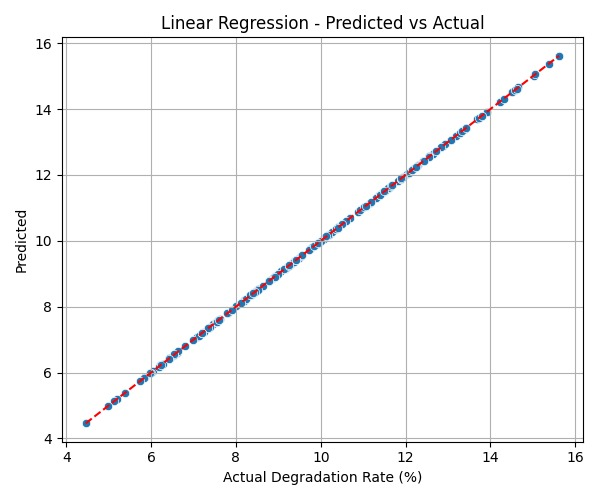 Linear Regression - Predicted vs Actual
16
14
12
10
8
6
4
Predicted
4 6 8 10 12 14 16
Actual Degradation Rate (%)